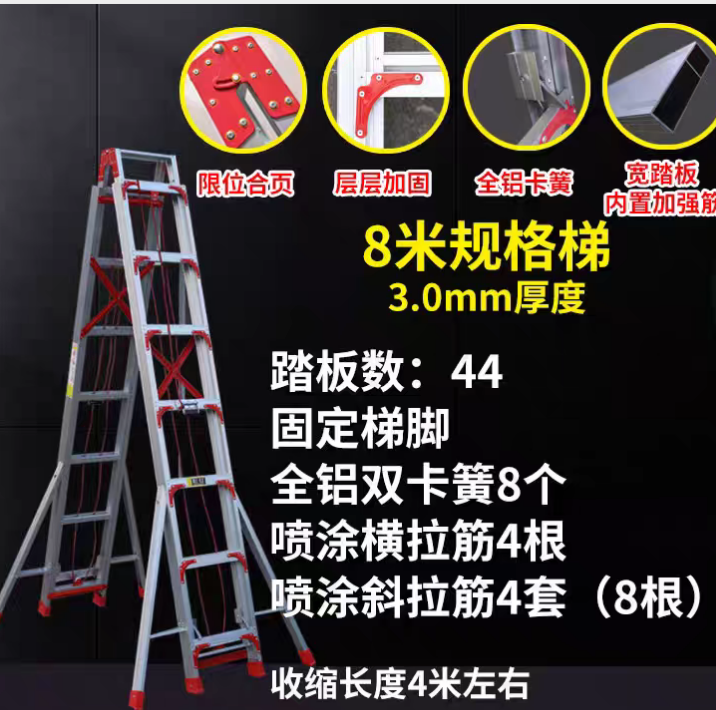 限位合页
层层加固
全铝卡簧
宽踏板
内置加强筋
8米规格梯
3.0mm厚度
踏板数：44
固定梯脚
全铝双卡簧8个
喷涂横拉筋4根
喷涂斜拉筋4套（8根）
收缩长度4米左右